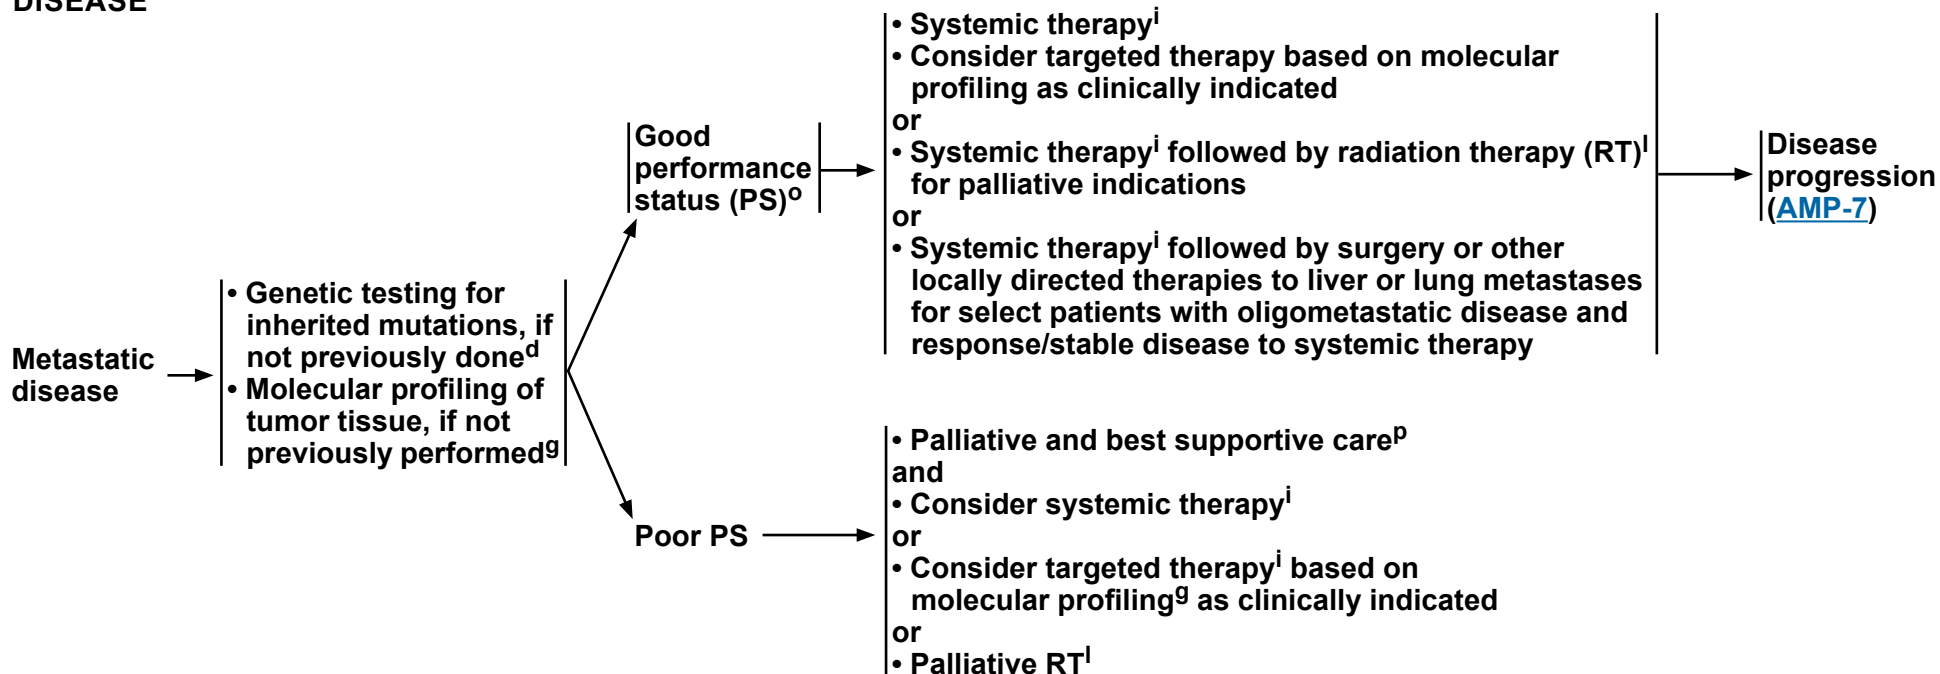 DISEASE
Metastatic
disease
• Genetic testing for
inherited mutations, if
not previously doneᵈ
• Molecular profiling of
tumor tissue, if not
previously performedᵍ
Good
performance
status (PS)ᵒ
• Systemic therapyⁱ
• Consider targeted therapy based on molecular
profiling as clinically indicated
or
• Systemic therapyⁱ followed by radiation therapy (RT)ˡ
for palliative indications
or
• Systemic therapyⁱ followed by surgery or other
locally directed therapies to liver or lung metastases
for select patients with oligometastatic disease and
response/stable disease to systemic therapy
Disease
progression
(AMP-7)
Poor PS
• Palliative and best supportive careᵖ
and
• Consider systemic therapyⁱ
or
• Consider targeted therapyⁱ based on
molecular profilingᵍ as clinically indicated
or
• Palliative RTˡ